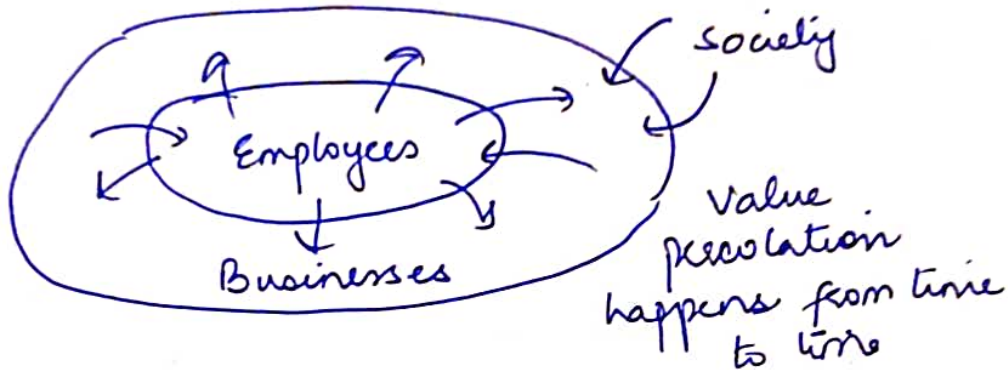 society
Employees
Businesses
value
percolation
happens from time
to time